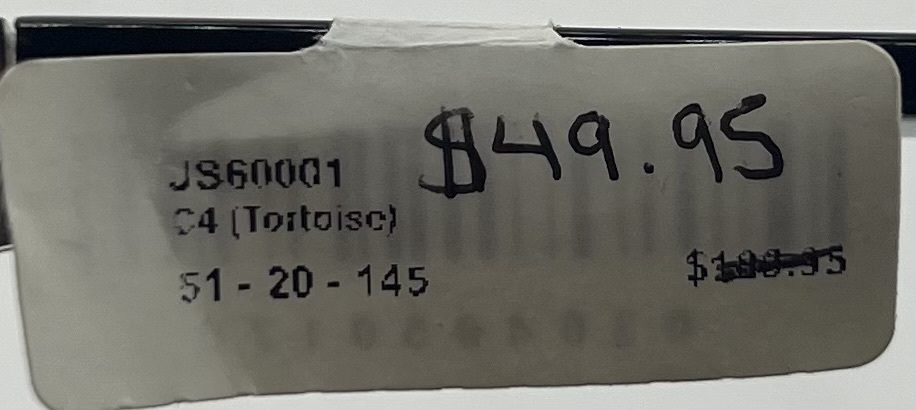 $49.95
JS60001
C4 (Tortoise)
51 - 20 - 145